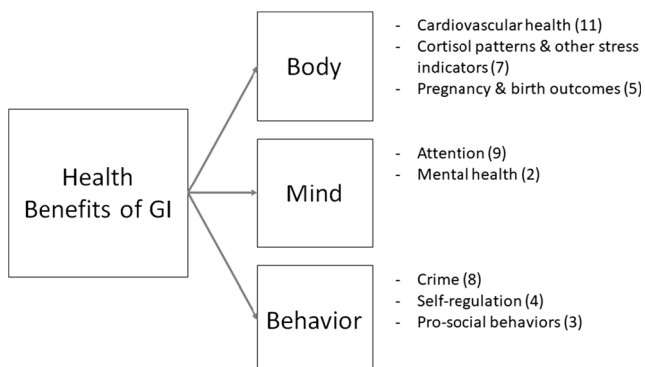 Health
Benefits of GI
Body
- Cardiovascular health (11)
- Cortisol patterns & other stress
indicators (7)
- Pregnancy & birth outcomes (5)
Mind
- Attention (9)
- Mental health (2)
Behavior
- Crime (8)
- Self-regulation (4)
- Pro-social behaviors (3)